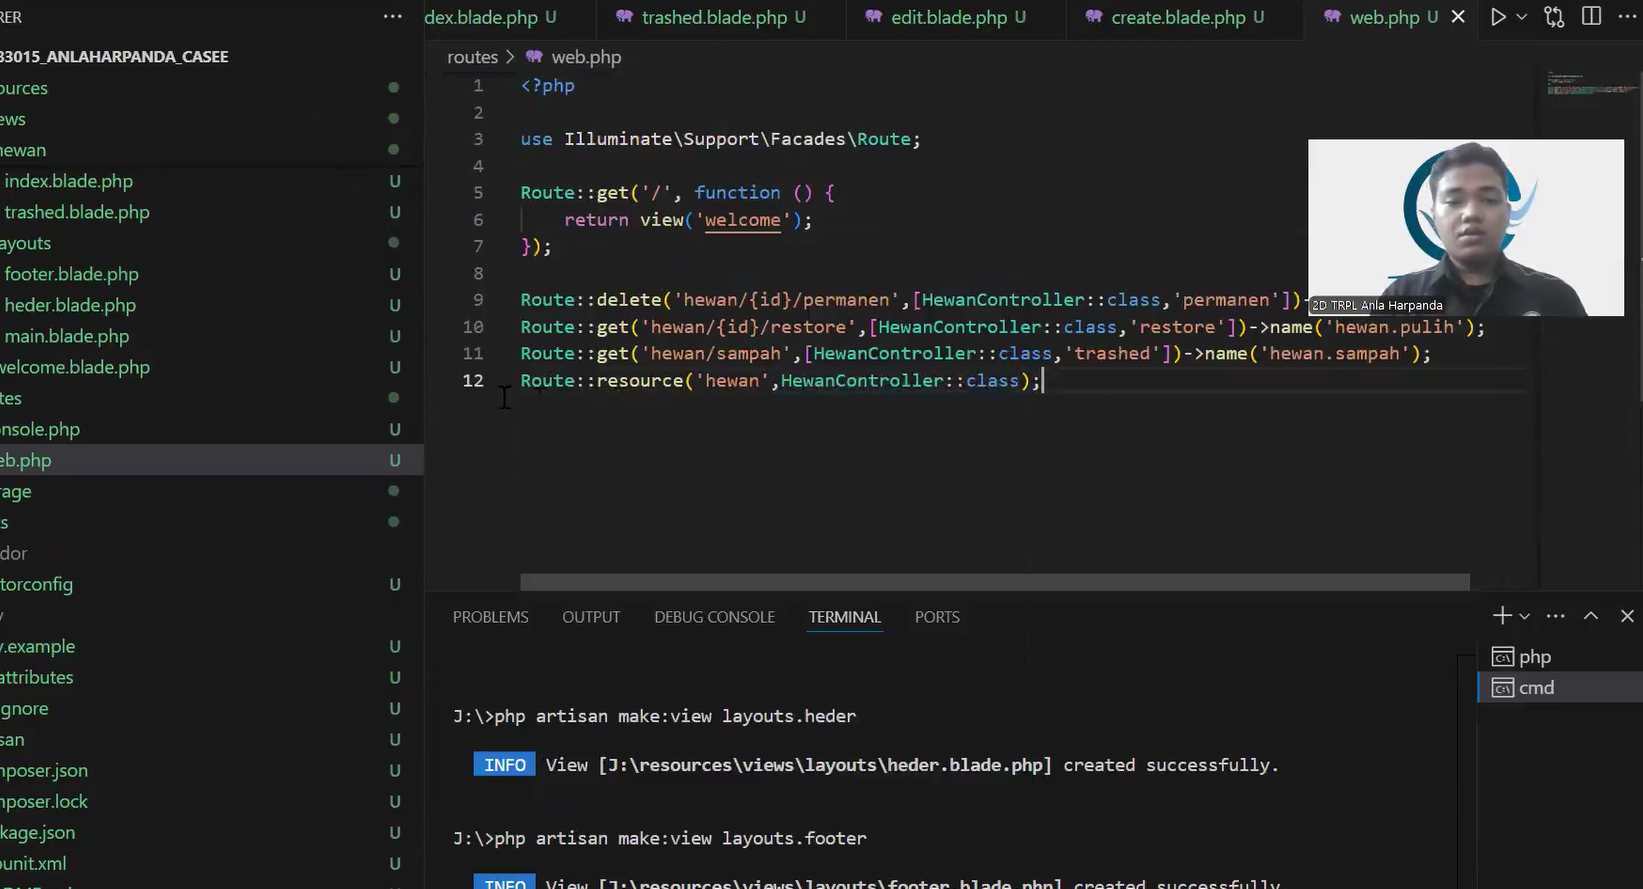 RER
dex.blade.php U
trashed.blade.php U
edit.blade.php U
create.blade.php U
web.php U
83015_ANLAHARPANDA_CASEE
routes > web.php
ources
ews
newan
index.blade.php U
trashed.blade.php U
ayouts
footer.blade.php U
heder.blade.php U
main.blade.php U
welcome.blade.php U
tes
onsole.php U
eb.php U
rage
ts
dor
torconfig U
y
v.example U
attributes U
gnore U
san U
mposer.json U
mposer.lock U
kage.json U
punit.xml U
1 <?php
2
3 use Illuminate\Support\Facades\Route;
4
5 Route::get('/', function () {
6 return view('welcome');
7 });
8
9 Route::delete('hewan/{id}/permanen',[HewanController::class,'permanen'])-
10 Route::get('hewan/{id}/restore',[HewanController::class,'restore'])->name('hewan.pulih');
11 Route::get('hewan/sampah',[HewanController::class,'trashed'])->name('hewan.sampah');
12 Route::resource('hewan',HewanController::class);
2D TRPL Anla Harpanda
PROBLEMS OUTPUT DEBUG CONSOLE TERMINAL PORTS
php
cmd
J:\>php artisan make:view layouts.heder
INFO View [J:\resources\views\layouts\heder.blade.php] created successfully.
J:\>php artisan make:view layouts.footer
INFO View [J:\resources\views\layouts\footer.blade.php] created successfully.